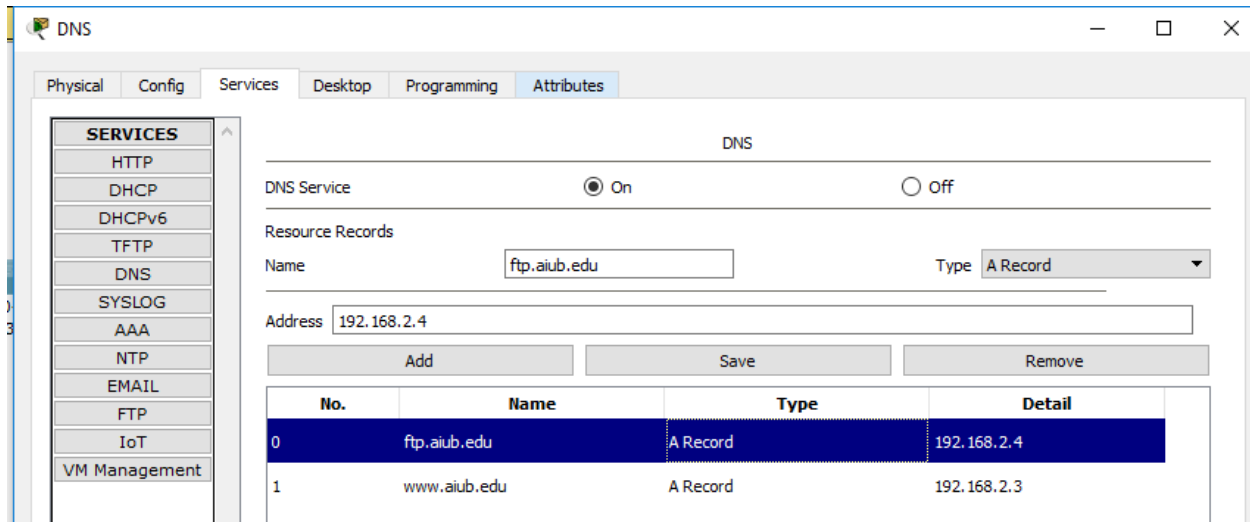 DNS
Physical Config Services Desktop Programming Attributes
SERVICES
HTTP
DHCP
DHCPv6
TFTP
DNS
SYSLOG
AAA
NTP
EMAIL
FTP
IoT
VM Management
DNS
DNS Service On Off
Resource Records
Name ftp.aiub.edu Type A Record
Address 192.168.2.4
Add Save Remove
No. Name Type Detail
0 ftp.aiub.edu A Record 192.168.2.4
1 www.aiub.edu A Record 192.168.2.3